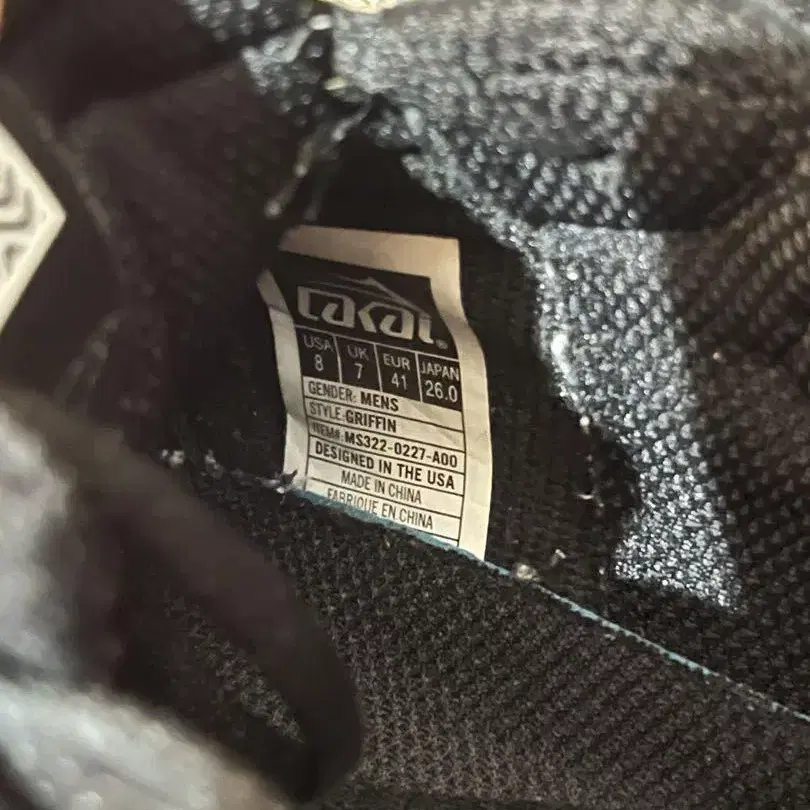 Lakai®
USA UK EUR JAPAN
8 7 41 26.0
GENDER: MENS
STYLE:GRIFFIN
ITEM#:MS322-0227-A00
DESIGNED IN THE USA
MADE IN CHINA
FABRIQUE EN CHINA